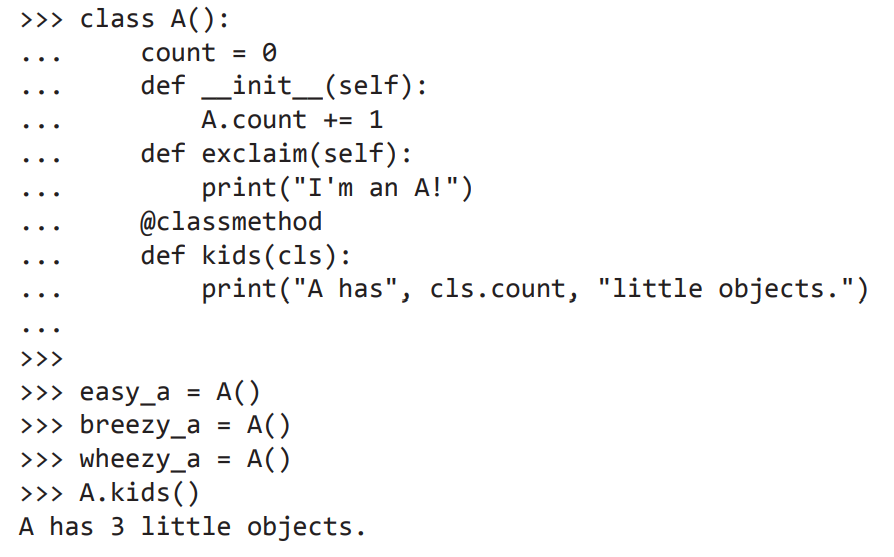 >>> class A():
...     count = 0
...     def __init__(self):
...         A.count += 1
...     def exclaim(self):
...         print("I'm an A!")
...     @classmethod
...     def kids(cls):
...         print("A has", cls.count, "little objects.")
...
>>>
>>> easy_a = A()
>>> breezy_a = A()
>>> wheezy_a = A()
>>> A.kids()
A has 3 little objects.